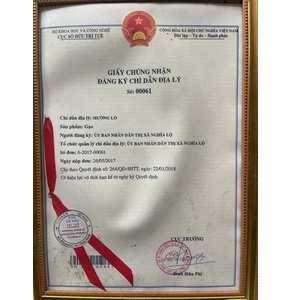 BỘ KHOA HỌC VÀ CÔNG NGHỆ
CỤC SỞ HỮU TRÍ TUỆ
CỘNG HÒA XÃ HỘI CHỦ NGHĨA VIỆT NAM
Độc lập - Tự do - Hạnh phúc
GIẤY CHỨNG NHẬN
ĐĂNG KÝ CHỈ DẪN ĐỊA LÝ
Số: 00061
Chỉ dẫn địa lý: MƯỜNG LÒ
Sản phẩm: Gạo
Người đăng ký: ỦY BAN NHÂN DÂN THỊ XÃ NGHĨA LỘ
Tổ chức quản lý chỉ dẫn địa lý: ỦY BAN NHÂN DÂN THỊ XÃ NGHĨA LỘ
Số đơn: 6-2017-00001
Ngày nộp đơn: 26/05/2017
Cấp theo Quyết định số: 264/QĐ-SHTT, ngày: 22/01/2018
Có hiệu lực vô thời hạn kể từ ngày ký Quyết định.
CỤC TRƯỞNG
Đinh Hữu Phí